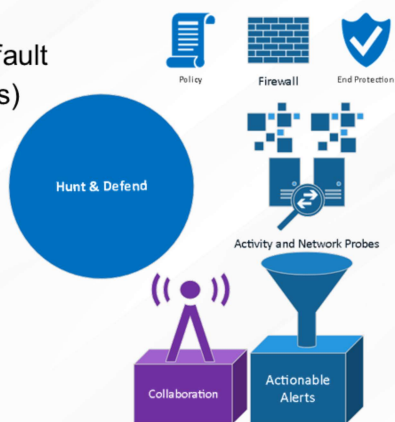 fault
s)
Policy
Firewall
End Protection
Hunt & Defend
Activity and Network Probes
Collaboration
Actionable
Alerts